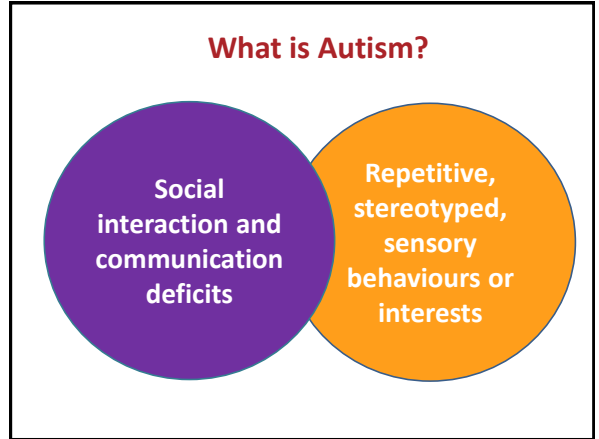 What is Autism?
Social
interaction and
communication
deficits
Repetitive,
stereotyped,
sensory
behaviours or
interests